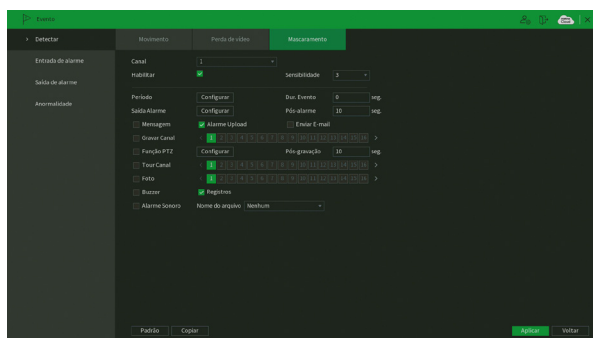 Evento
Detectar
Movimento Perda de vídeo Mascaramento
Entrada de alarme
Saída de alarme
Anormalidade
Canal 1
Habilitar Sensibilidade 3
Período Configurar Dur. Evento 0 seg.
Saída Alarme Configurar Pós-alarme 10 seg.
Mensagem Alarme Upload Enviar E-mail
Gravar Canal < 1 2 3 4 5 6 7 8 9 10 11 12 13 14 15 16 >
Função PTZ Configurar Pós-gravação 10 seg.
Tour Canal < 1 2 3 4 5 6 7 8 9 10 11 12 13 14 15 16 >
Foto < 1 2 3 4 5 6 7 8 9 10 11 12 13 14 15 16 >
Buzzer Registros
Alarme Sonoro Nome do arquivo Nenhum
Padrão Copiar Aplicar Voltar